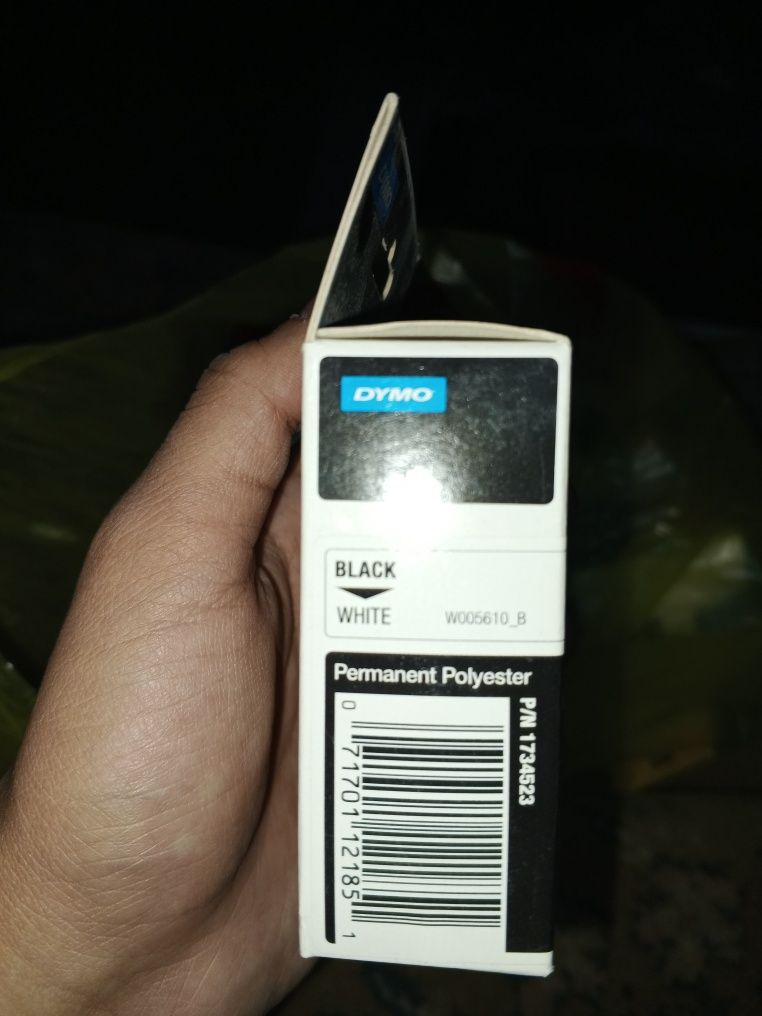 DYMO
BLACK
WHITE
W005610_B
Permanent Polyester
P/N 1734523
0 71701 12185 1